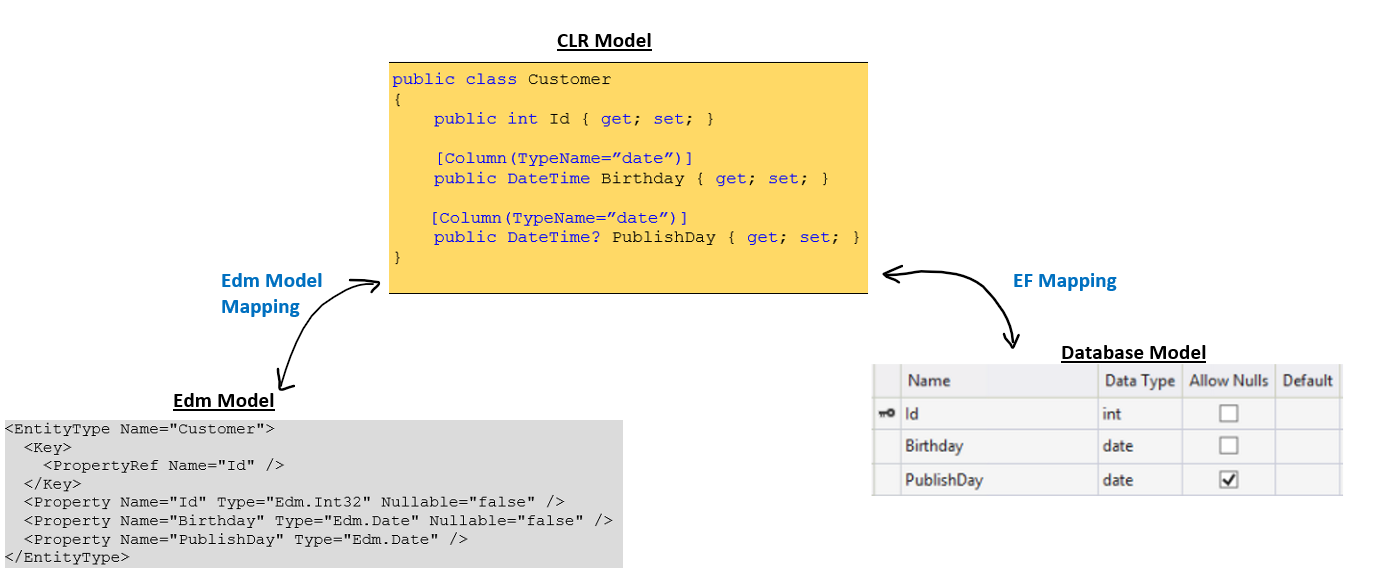 CLR Model
public class Customer
{
public int Id { get; set; }
[Column(TypeName=”date”)]
public DateTime Birthday { get; set; }
[Column(TypeName=”date”)]
public DateTime? PublishDay { get; set; }
}
Edm Model
Mapping
EF Mapping
Edm Model
<EntityType Name="Customer">
<Key>
<PropertyRef Name="Id" />
</Key>
<Property Name="Id" Type="Edm.Int32" Nullable="false" />
<Property Name="Birthday" Type="Edm.Date" Nullable="false" />
<Property Name="PublishDay" Type="Edm.Date" />
</EntityType>
Database Model
Name Data Type Allow Nulls Default
Id int
Birthday date
PublishDay date